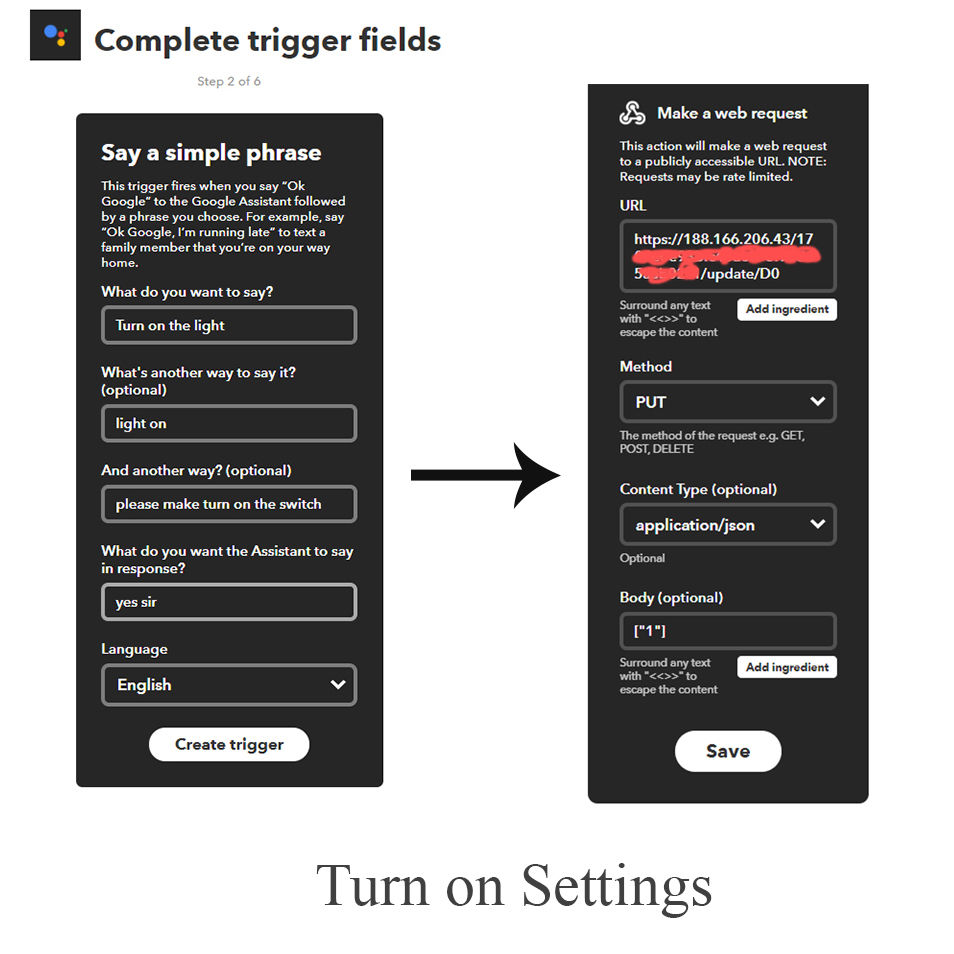 Complete trigger fields
Step 2 of 6
Say a simple phrase
This trigger fires when you say “Ok
Google” to the Google Assistant followed
by a phrase you choose. For example, say
“Ok Google, I’m running late” to text a
family member that you’re on your way
home.
What do you want to say?
Turn on the light
What's another way to say it?
(optional)
light on
And another way? (optional)
please make turn on the switch
What do you want the Assistant to say
in response?
yes sir
Language
English
Create trigger
Make a web request
This action will make a web request
to a publicly accessible URL. NOTE:
Requests may be rate limited.
URL
https://188.166.206.43/17
/update/D0
Surround any text
with "<<>>" to
escape the content
Add ingredient
Method
PUT
The method of the request e.g. GET,
POST, DELETE
Content Type (optional)
application/json
Optional
Body (optional)
["1"]
Surround any text
with "<<>>" to
escape the content
Add ingredient
Save
Turn on Settings